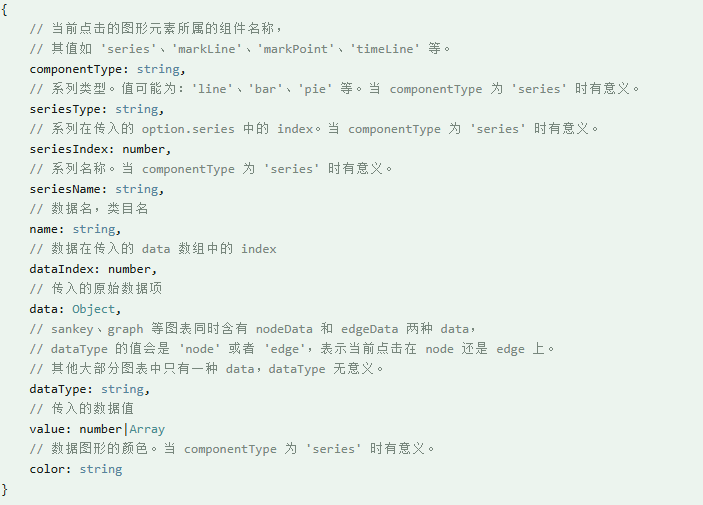 {
// 当前点击的图形元素所属的组件名称，
// 其值如 'series'、'markLine'、'markPoint'、'timeLine' 等。
componentType: string,
// 系列类型。值可能为：'line'、'bar'、'pie' 等。当 componentType 为 'series' 时有意义。
seriesType: string,
// 系列在传入的 option.series 中的 index。当 componentType 为 'series' 时有意义。
seriesIndex: number,
// 系列名称。当 componentType 为 'series' 时有意义。
seriesName: string,
// 数据名，类目名
name: string,
// 数据在传入的 data 数组中的 index
dataIndex: number,
// 传入的原始数据项
data: Object,
// sankey、graph 等图表同时含有 nodeData 和 edgeData 两种 data，
// dataType 的值会是 'node' 或者 'edge'，表示当前点击在 node 还是 edge 上。
// 其他大部分图表中只有一种 data，dataType 无意义。
dataType: string,
// 传入的数据值
value: number|Array
// 数据图形的颜色。当 componentType 为 'series' 时有意义。
color: string
}